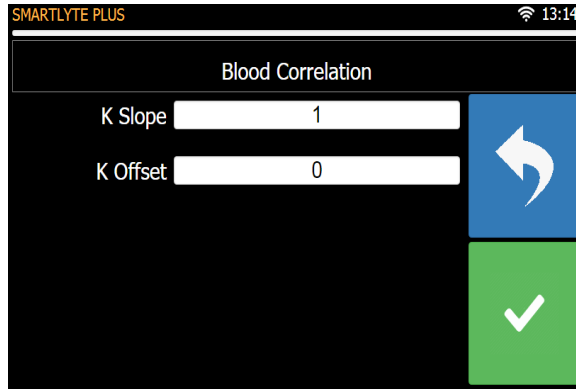 SMARTLYTE PLUS 13:14
Blood Correlation
K Slope 1
K Offset 0